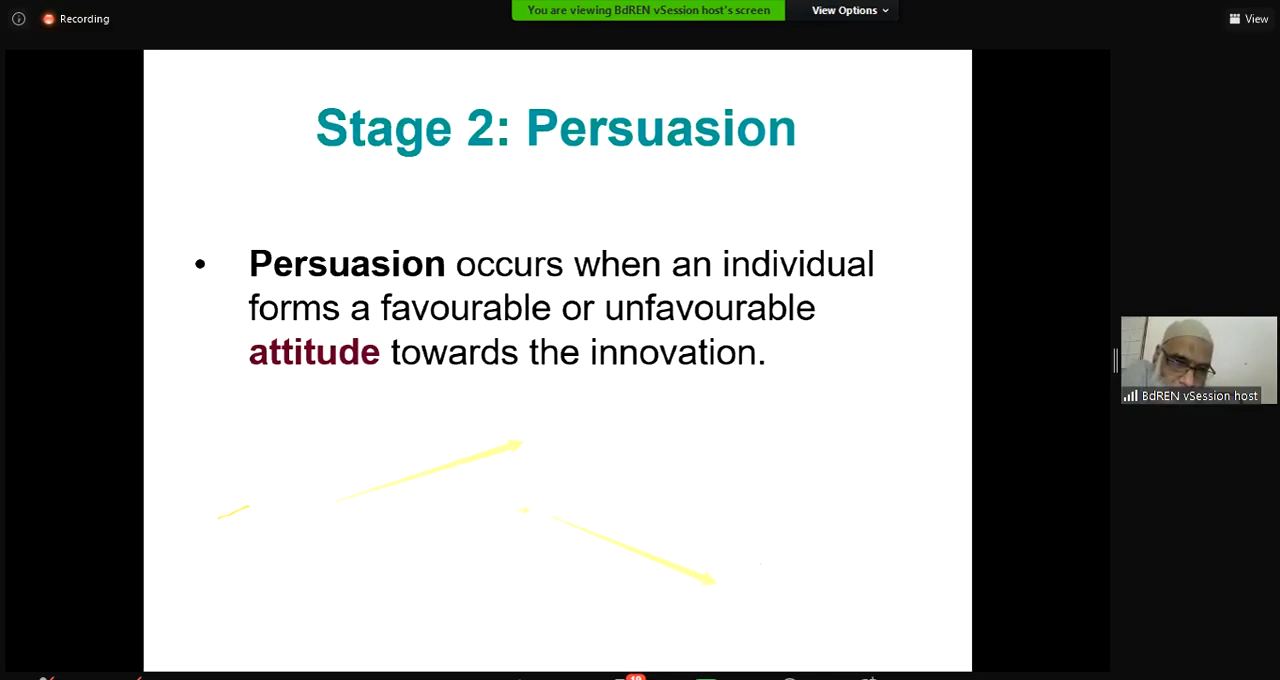 Recording
You are viewing BdREN vSession host's screen
View Options
View
Stage 2: Persuasion
• Persuasion occurs when an individual
forms a favourable or unfavourable
attitude towards the innovation.
BdREN vSession host
19